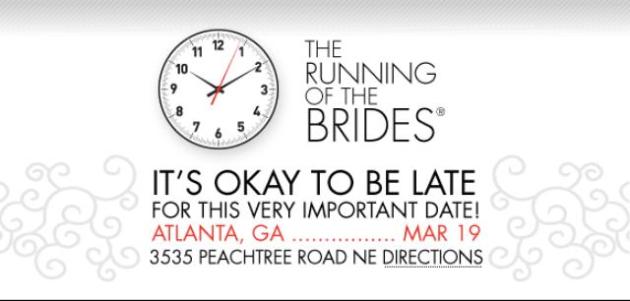 12
11 1
10 2
9 3
8 4
7 5
6
THE
RUNNING
OF THE
BRIDES®
IT'S OKAY TO BE LATE
FOR THIS VERY IMPORTANT DATE!
ATLANTA, GA ................ MAR 19
3535 PEACHTREE ROAD NE DIRECTIONS